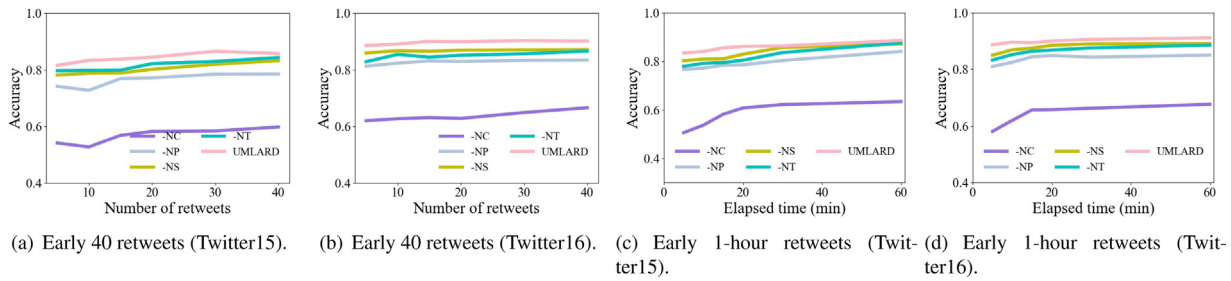 1.0
0.8
0.6
0.4
Accuracy
10
20
30
40
Number of retweets
-NC
-NP
-NS
-NT
UMLARD
(a) Early 40 retweets (Twitter15).
1.0
0.8
0.6
0.4
Accuracy
10
20
30
40
Number of retweets
-NC
-NP
-NS
-NT
UMLARD
(b) Early 40 retweets (Twitter16).
1.0
0.8
0.6
0.4
Accuracy
0
20
40
60
Elapsed time (min)
-NC
-NP
-NS
-NT
UMLARD
(c) Early 1-hour retweets (Twit-
ter15).
1.0
0.8
0.6
0.4
Accuracy
0
20
40
60
Elapsed time (min)
-NC
-NP
-NS
-NT
UMLARD
(d) Early 1-hour retweets (Twit-
ter16).